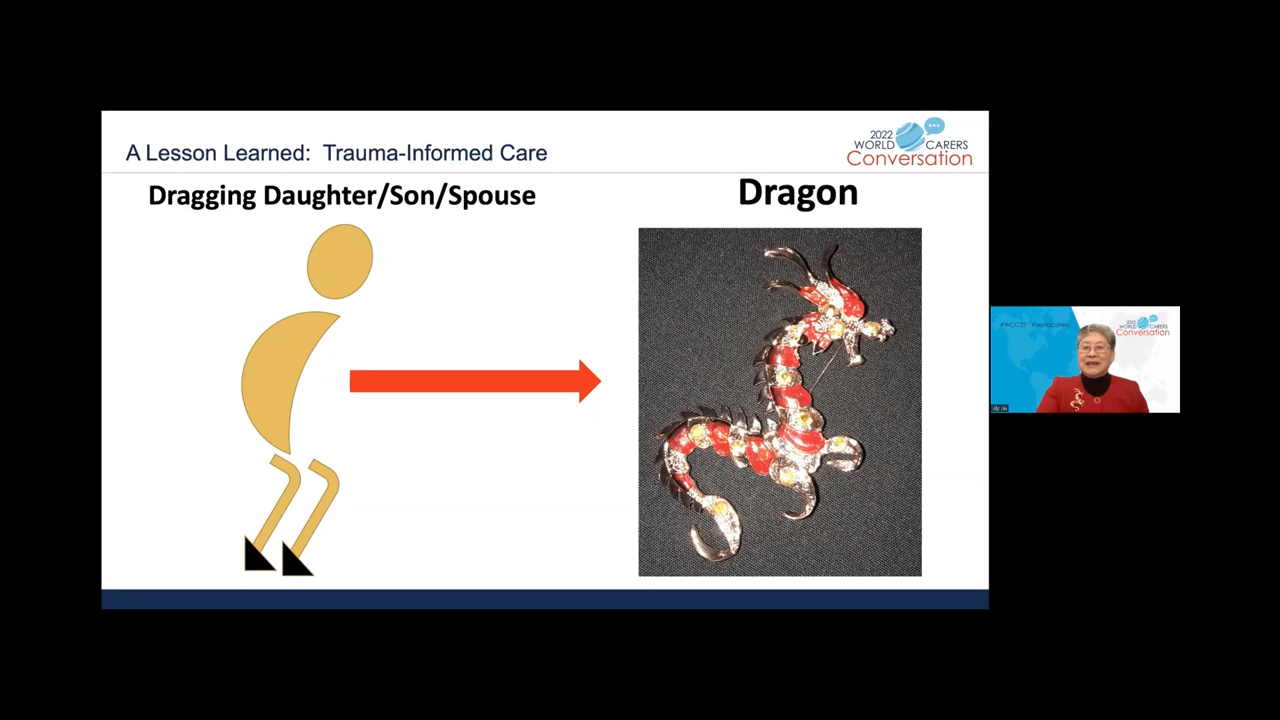 A Lesson Learned: Trauma-Informed Care
2022
WORLD CARERS
Conversation
Dragging Daughter/Son/Spouse
Dragon
2022
WORLD CARERS
Conversation